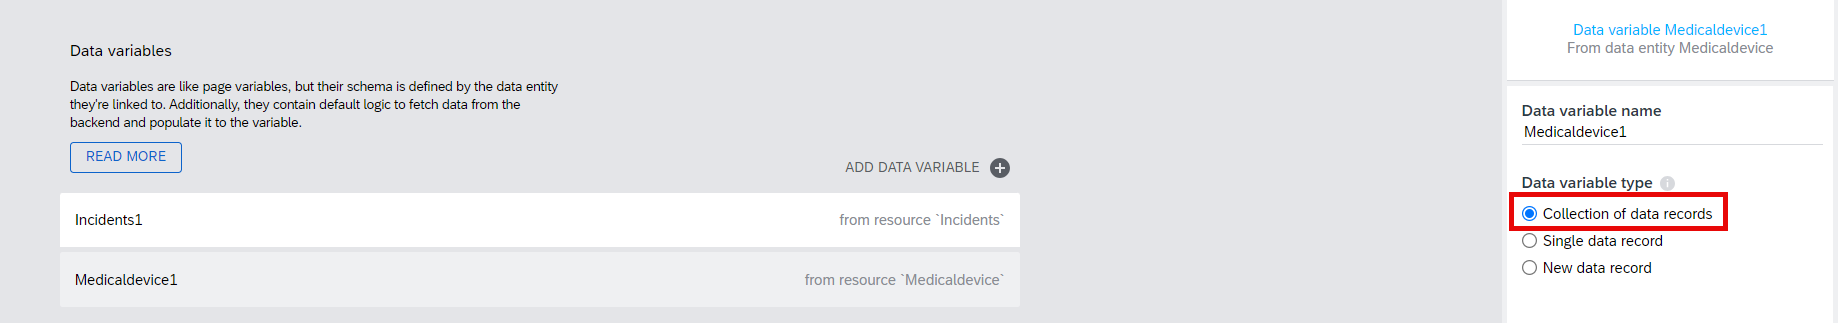 Data variables
Data variables are like page variables, but their schema is defined by the data entity
they're linked to. Additionally, they contain default logic to fetch data from the
backend and populate it to the variable.
READ MORE
ADD DATA VARIABLE
Incidents1 from resource `Incidents`
Medicaldevice1 from resource `Medicaldevice`
Data variable Medicaldevice1
From data entity Medicaldevice
Data variable name
Medicaldevice1
Data variable type
Collection of data records
Single data record
New data record